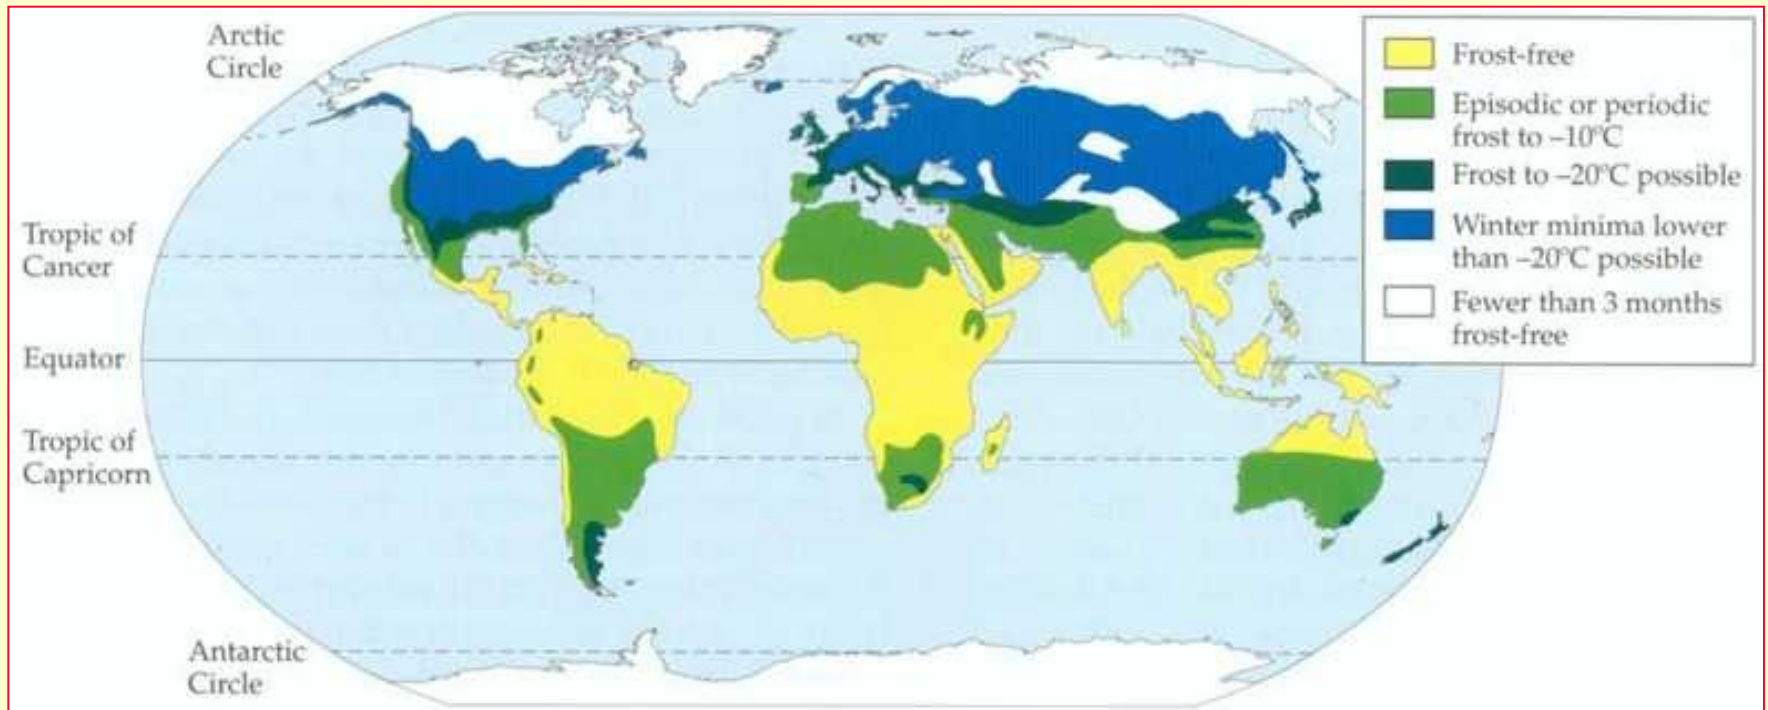 Arctic
Circle
Tropic of
Cancer
Equator
Tropic of
Capricorn
Antarctic
Circle
Frost-free
Episodic or periodic
frost to –10°C
Frost to –20°C possible
Winter minima lower
than –20°C possible
Fewer than 3 months
frost-free